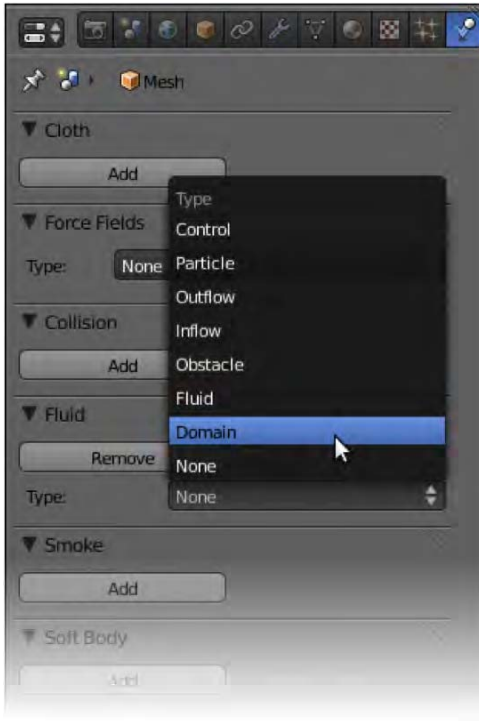 Mesh
Cloth
Add
Force Fields
Type:
None
Collision
Add
Fluid
Remove
Type:
None
Type
Control
Particle
Outflow
Inflow
Obstacle
Fluid
Domain
None
Smoke
Add
Soft Body
Add